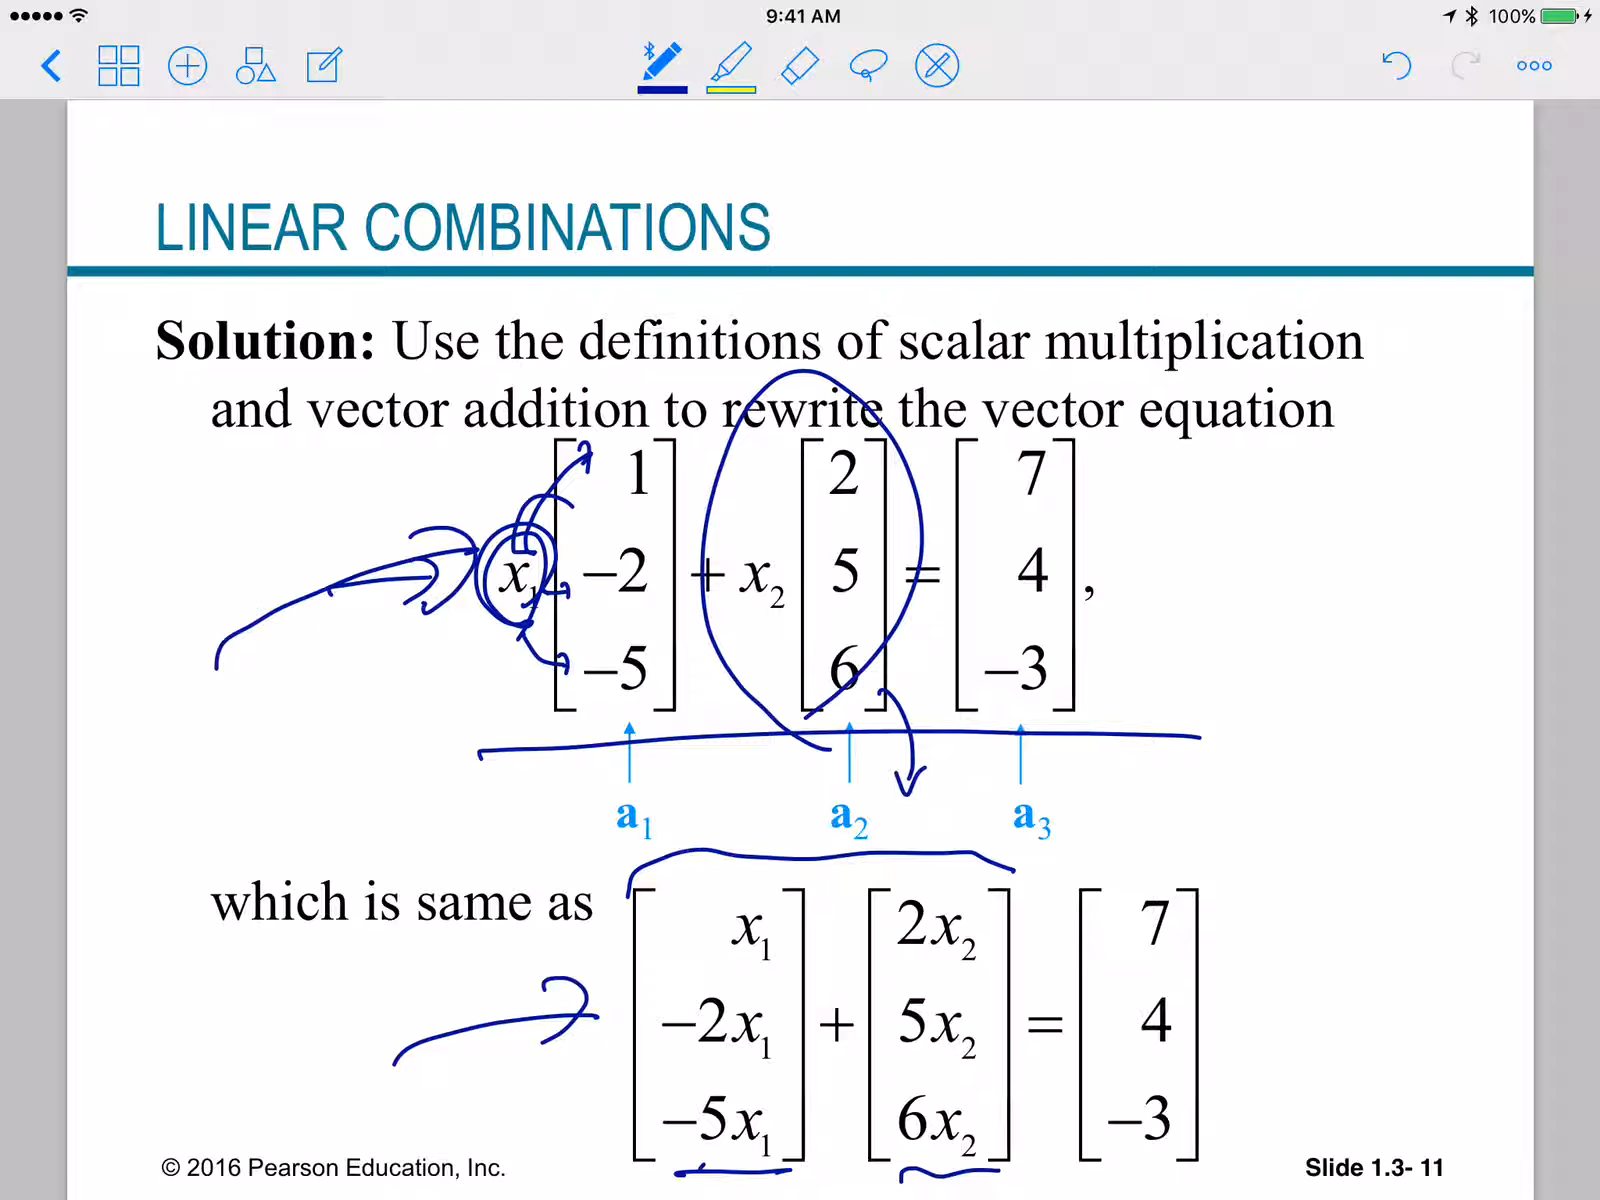 9:41 AM
100%
LINEAR COMBINATIONS
Solution: Use the definitions of scalar multiplication
and vector addition to rewrite the vector equation
x₁ [1 −2 −5] + x₂ [2 5 6] = [7 4 −3],
a₁ a₂ a₃
which is same as [x₁ −2x₁ −5x₁] + [2x₂ 5x₂ 6x₂] = [7 4 −3]
© 2016 Pearson Education, Inc.
Slide 1.3- 11